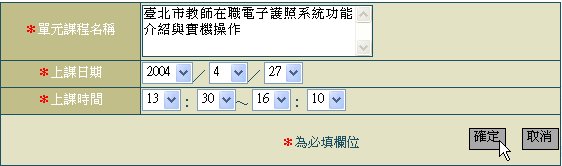 *單元課程名稱 臺北市教師在職電子護照系統功能
介紹與實機操作
*上課日期 2004 / 4 / 27
*上課時間 13 : 30 ~ 16 : 10
*為必填欄位 確定 取消